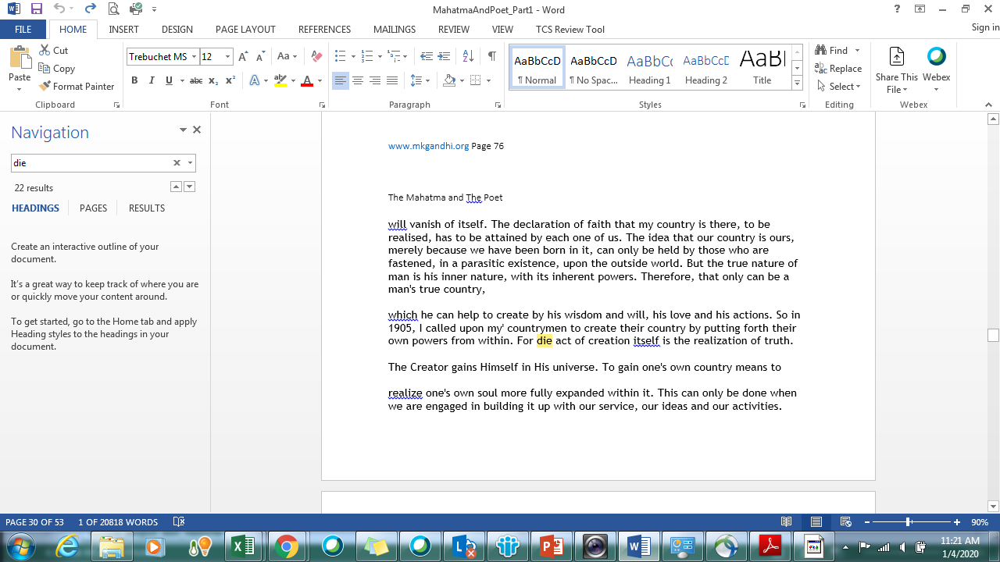 MahatmaAndPoet_Part1 - Word
FILE HOME INSERT DESIGN PAGE LAYOUT REFERENCES MAILINGS REVIEW VIEW TCS Review Tool Sign in
Paste
Cut
Copy
Format Painter
Clipboard
Trebuchet MS 12
Font
Paragraph
AaBbCcD AaBbCcD AaBbCc AaBbCcD AaBl
¶ Normal ¶ No Spac... Heading 1 Heading 2 Title
Styles
Find
Replace
Select
Editing
Share This File
Webex
Webex
Navigation
die
22 results
HEADINGS PAGES RESULTS
Create an interactive outline of your
document.
It's a great way to keep track of where you are
or quickly move your content around.
To get started, go to the Home tab and apply
Heading styles to the headings in your
document.
www.mkgandhi.org Page 76
The Mahatma and The Poet
will vanish of itself. The declaration of faith that my country is there, to be
realised, has to be attained by each one of us. The idea that our country is ours,
merely because we have been born in it, can only be held by those who are
fastened, in a parasitic existence, upon the outside world. But the true nature of
man is his inner nature, with its inherent powers. Therefore, that only can be a
man's true country,
which he can help to create by his wisdom and will, his love and his actions. So in
1905, I called upon my' countrymen to create their country by putting forth their
own powers from within. For die act of creation itself is the realization of truth.
The Creator gains Himself in His universe. To gain one's own country means to
realize one's own soul more fully expanded within it. This can only be done when
we are engaged in building it up with our service, our ideas and our activities.
PAGE 30 OF 53 1 OF 20818 WORDS 90%
11:21 AM
1/4/2020